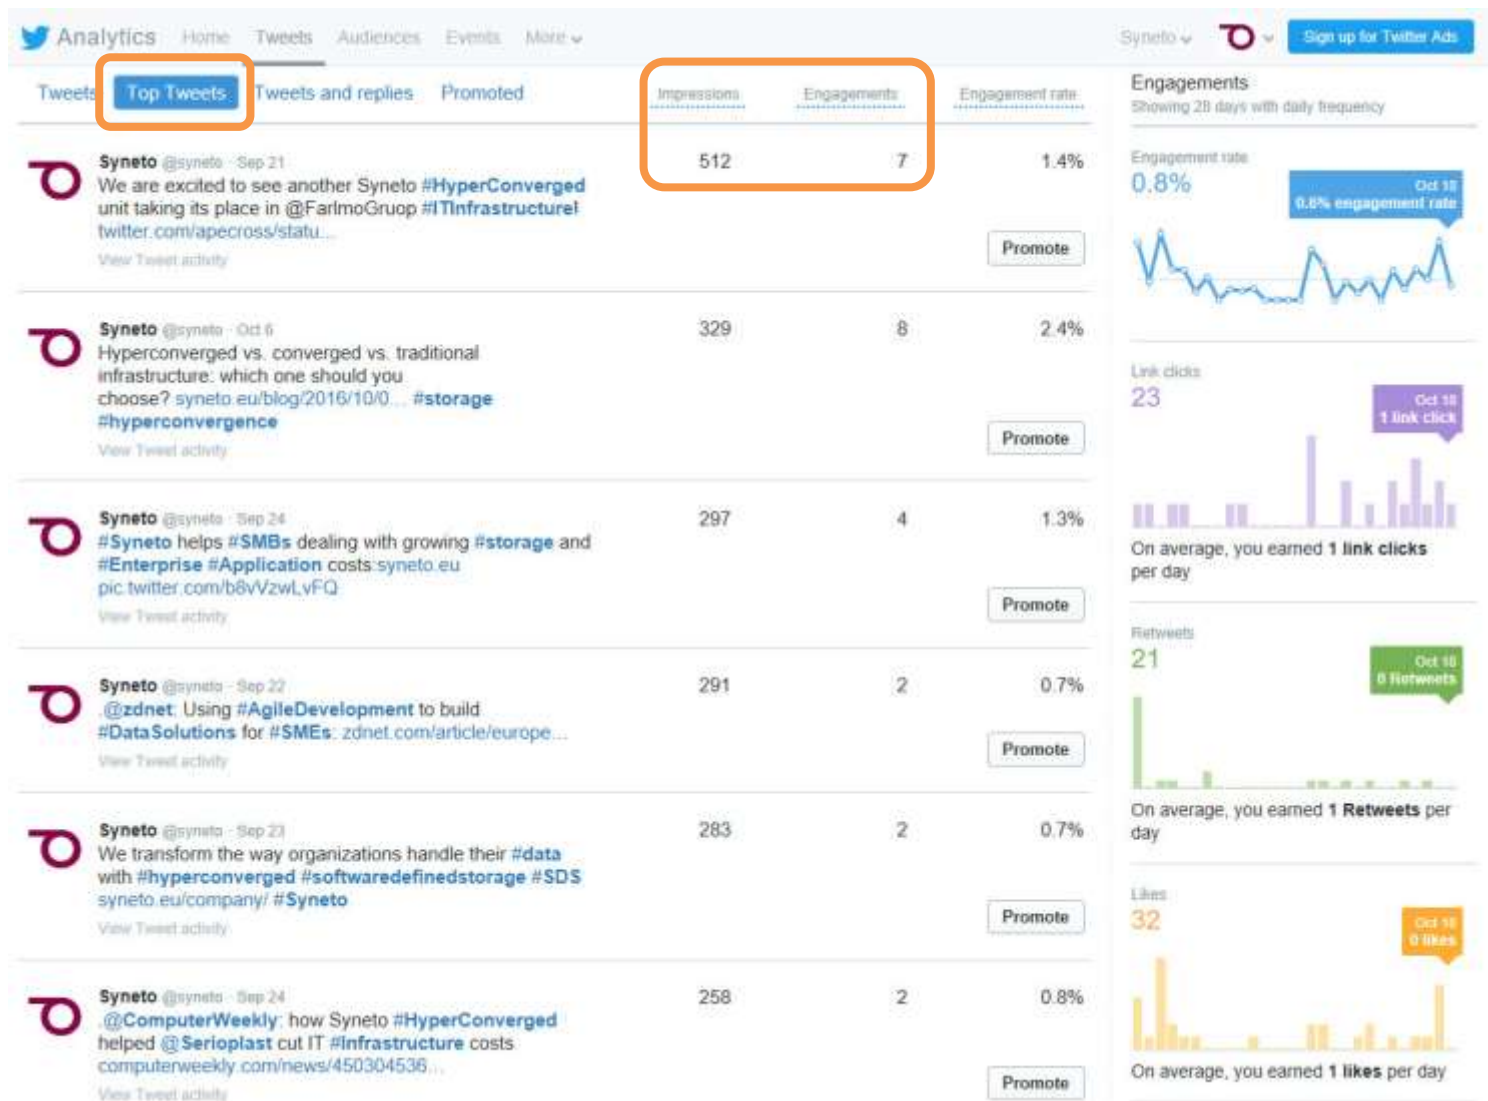 Analytics Home Tweets Audiences Events More
Syneto
Sign up for Twitter Ads
Tweets Top Tweets Tweets and replies Promoted
Impressions Engagements Engagement rate
Syneto @syneto · Sep 21
We are excited to see another Syneto #HyperConverged
unit taking its place in @FarImoGruop #ITInfrastructure!
twitter.com/apecross/statu...
View Tweet activity
512 7 1.4%
Promote
Syneto @syneto · Oct 6
Hyperconverged vs. converged vs. traditional
infrastructure: which one should you
choose? syneto.eu/blog/2016/10/0... #storage
#hyperconvergence
View Tweet activity
329 8 2.4%
Promote
Syneto @syneto · Sep 24
#Syneto helps #SMBs dealing with growing #storage and
#Enterprise #Application costs:syneto.eu
pic.twitter.com/b8vVzwLvFQ
View Tweet activity
297 4 1.3%
Promote
Syneto @syneto · Sep 22
.@zdnet: Using #AgileDevelopment to build
#DataSolutions for #SMEs: zdnet.com/article/europe...
View Tweet activity
291 2 0.7%
Promote
Syneto @syneto · Sep 23
We transform the way organizations handle their #data
with #hyperconverged #softwaredefinedstorage #SDS
syneto.eu/company/ #Syneto
View Tweet activity
283 2 0.7%
Promote
Syneto @syneto · Sep 24
.@ComputerWeekly: how Syneto #HyperConverged
helped @Serioplast cut IT #Infrastructure costs
computerweekly.com/news/450304536...
View Tweet activity
258 2 0.8%
Promote
Engagements
Showing 28 days with daily frequency
Engagement rate
0.8%
Oct 18
0.6% engagement rate
Link clicks
23
Oct 18
1 link click
On average, you earned 1 link clicks
per day
Retweets
21
Oct 18
0 Retweets
On average, you earned 1 Retweets per
day
Likes
32
Oct 18
0 likes
On average, you earned 1 likes per day